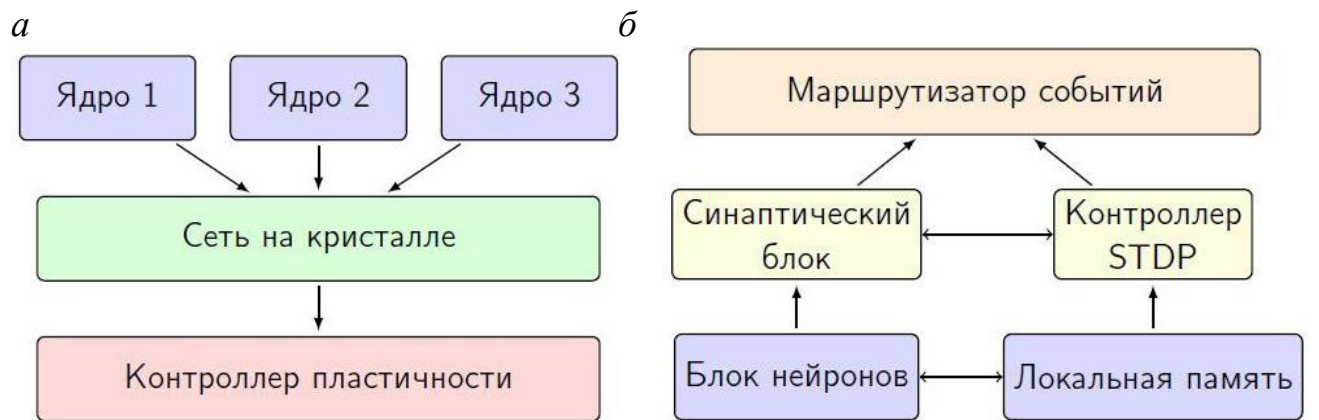 а
Ядро 1
Ядро 2
Ядро 3
Сеть на кристалле
Контроллер пластичности
б
Маршрутизатор событий
Синаптический
блок
Контроллер
STDP
Блок нейронов
Локальная память